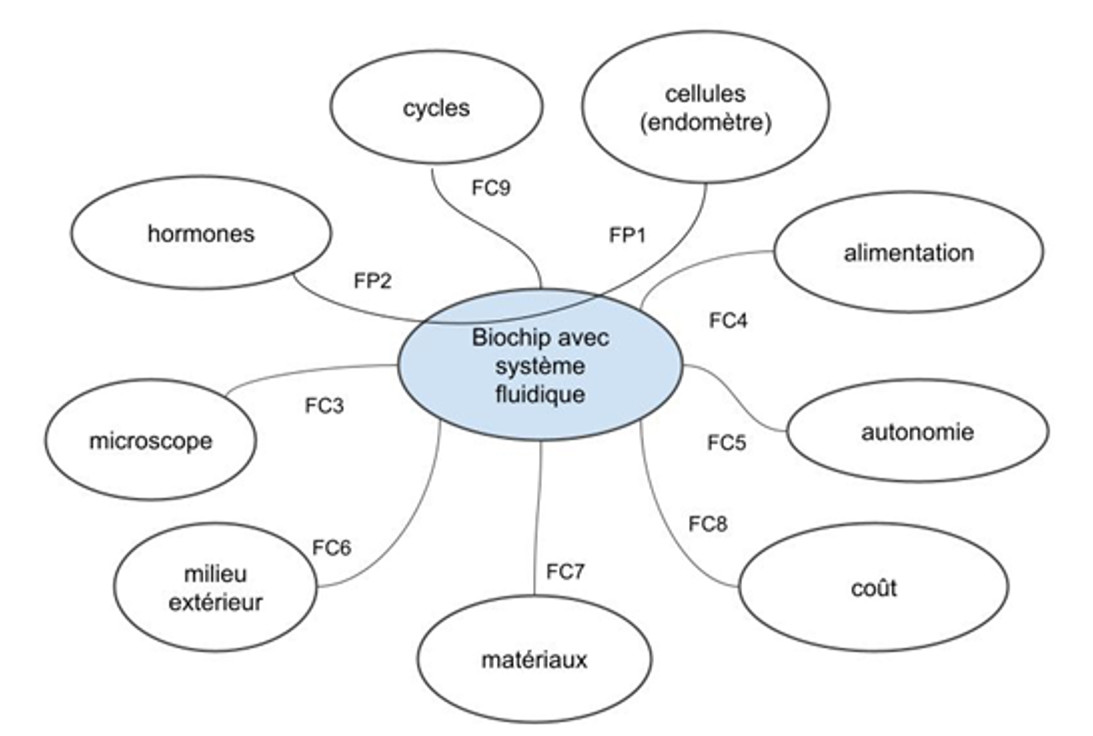 cycles
cellules
(endomètre)
FC9
hormones
FP1
alimentation
FP2
FC4
Biochip avec
système
fluidique
FC3
microscope
FC5
autonomie
FC8
FC6
milieu
extérieur
FC7
coût
matériaux